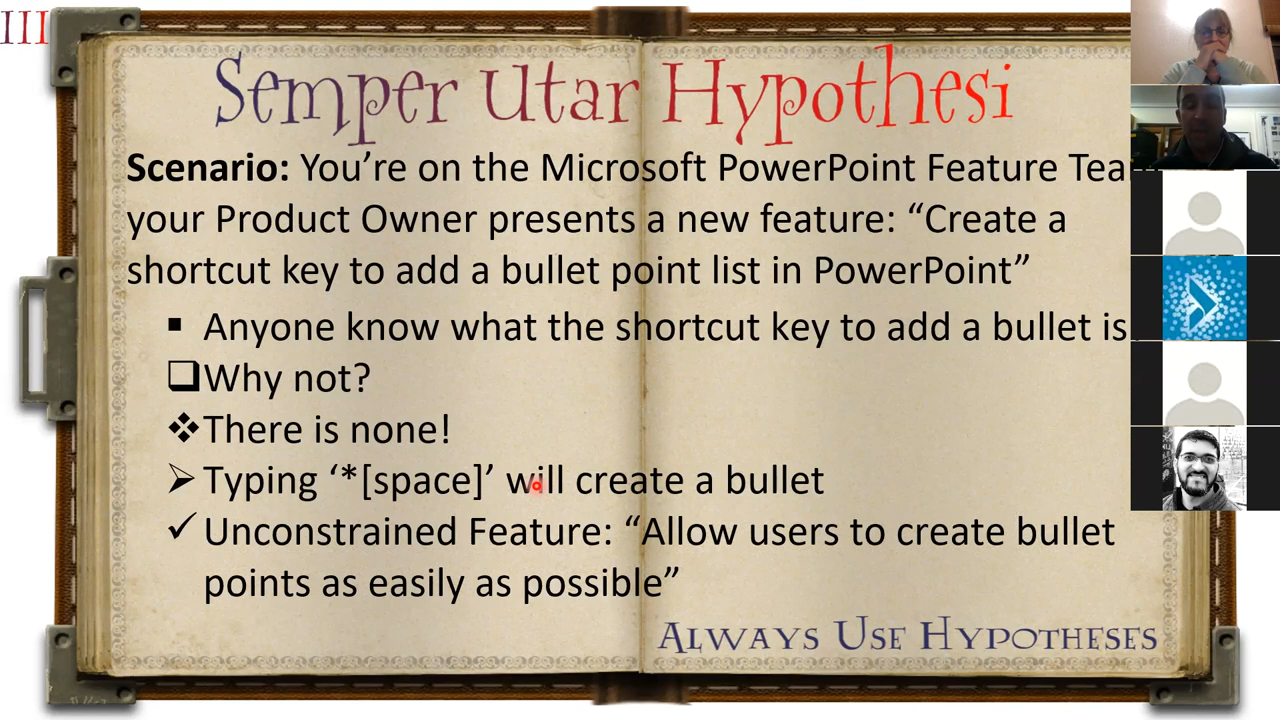 III
Semper Utar Hypothesi
Scenario: You’re on the Microsoft PowerPoint Feature
your Product Owner presents a new feature: “Create a
shortcut key to add a bullet point list in PowerPoint”
▪ Anyone know what the shortcut key to add a bullet is
❑Why not?
❖There is none!
➢ Typing ‘*[space]’ will create a bullet
✓ Unconstrained Feature: “Allow users to create bullet
points as easily as possible”
Always Use Hypotheses